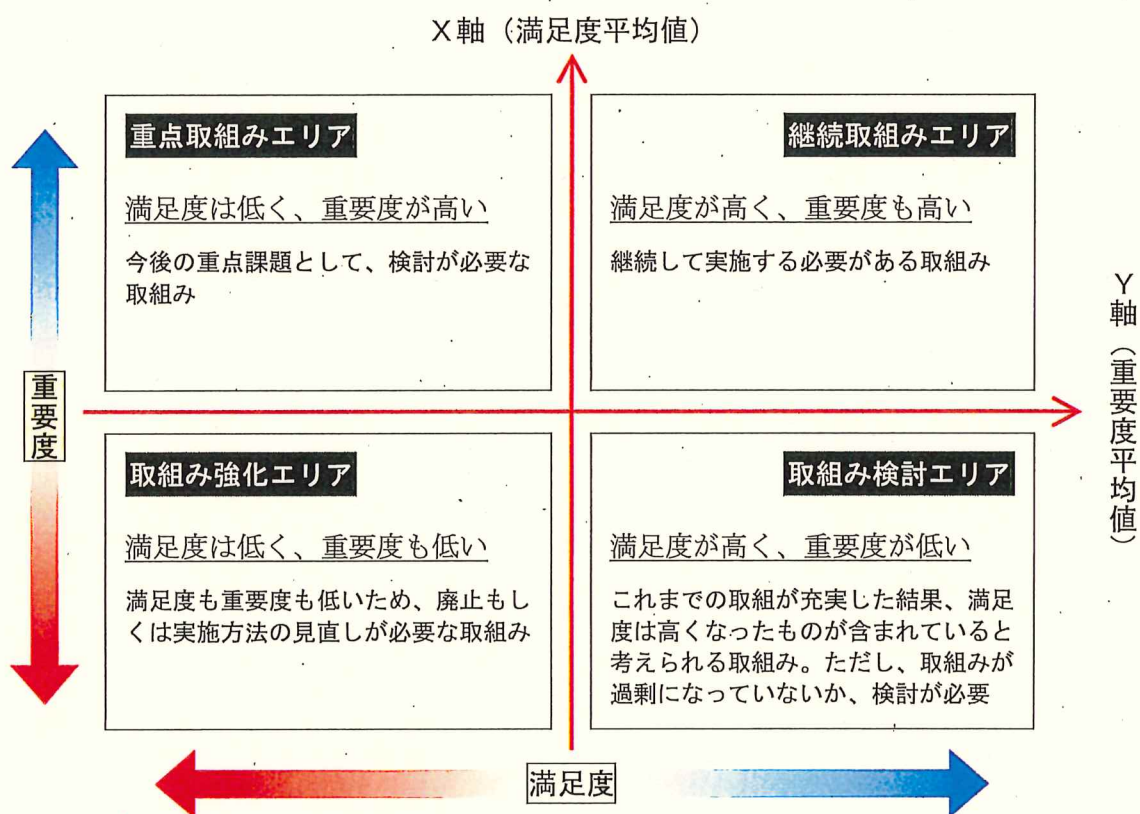 X軸（満足度平均値）
重点取組みエリア
満足度は低く、重要度が高い
今後の重点課題として、検討が必要な
取組み
継続取組みエリア
満足度が高く、重要度も高い
継続して実施する必要がある取組み
Y軸（重要度平均値）
重要度
取組み強化エリア
満足度は低く、重要度も低い
満足度も重要度も低いため、廃止もし
くは実施方法の見直しが必要な取組み
取組み検討エリア
満足度が高く、重要度が低い
これまでの取組が充実した結果、満足
度は高くなったものが含まれていると
考えられる取組み。ただし、取組みが
過剰になっていないか、検討が必要
満足度